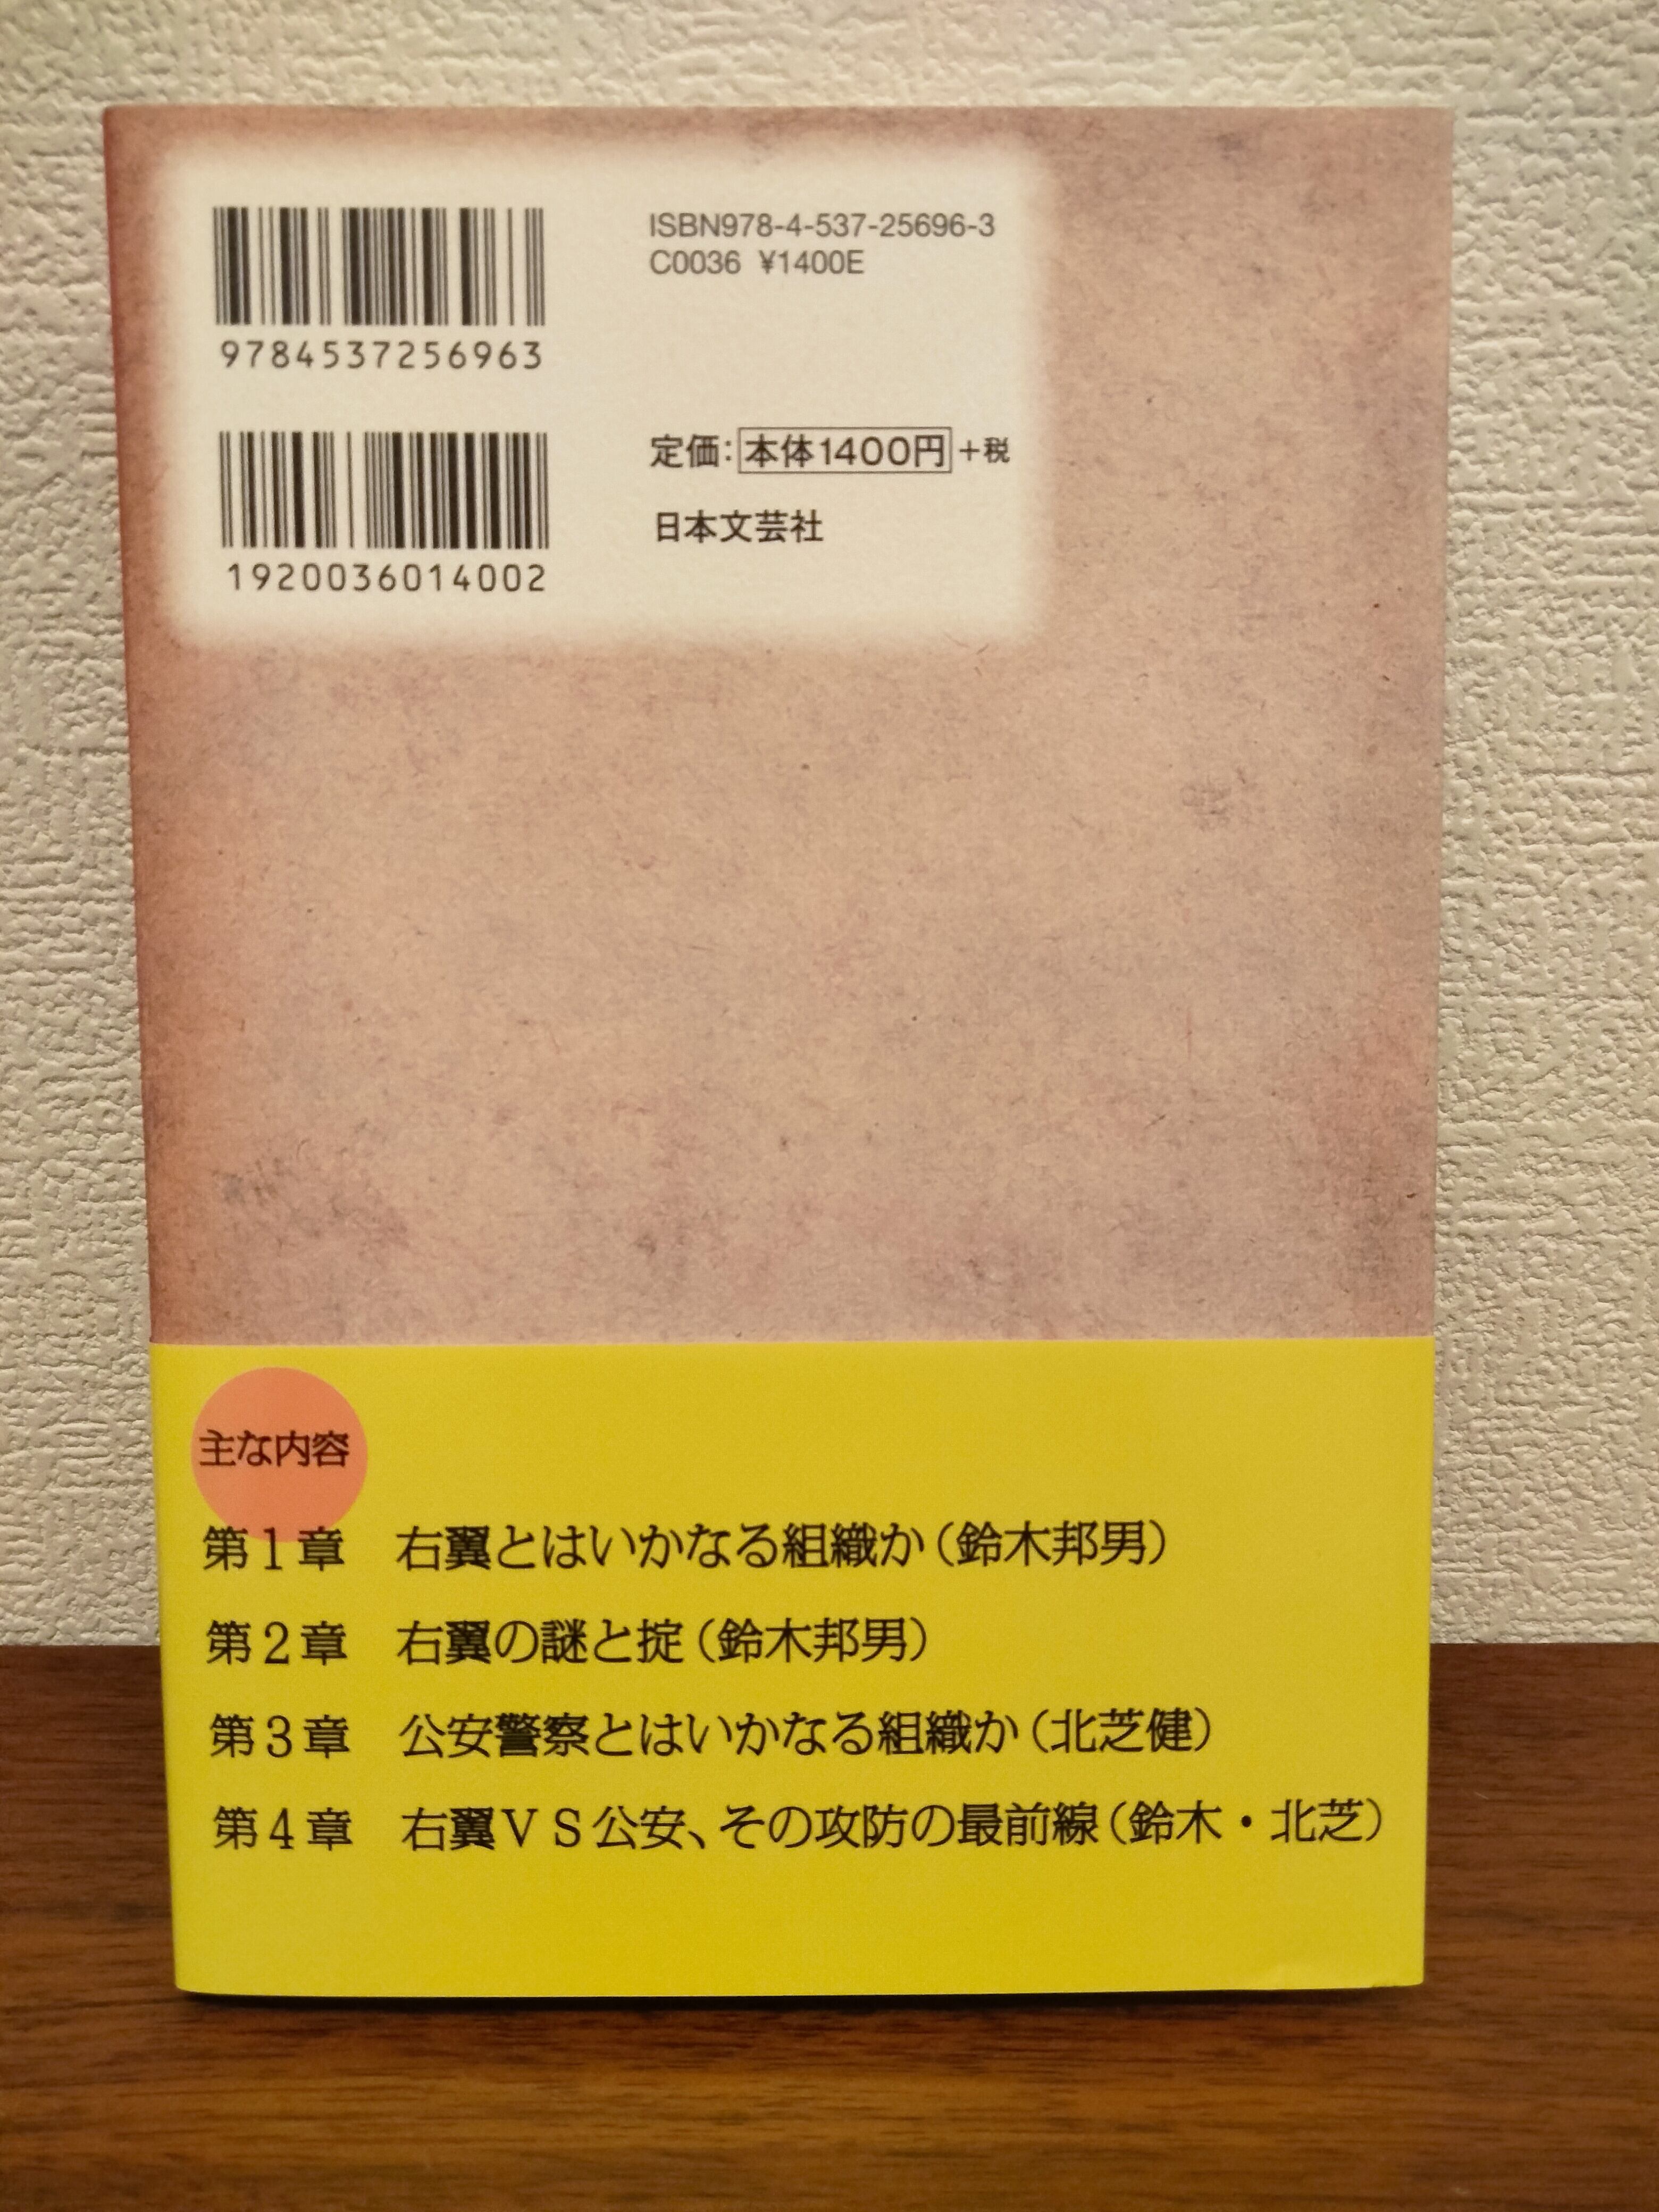 ISBN978-4-537-25696-3
C0036 ¥1400E
9784537256963
定価：本体1400円＋税
日本文芸社
1920036014002
主な内容
第1章 右翼とはいかなる組織か（鈴木邦男）
第2章 右翼の謎と掟（鈴木邦男）
第3章 公安警察とはいかなる組織か（北芝健）
第4章 右翼ＶＳ公安、その攻防の最前線（鈴木・北芝）